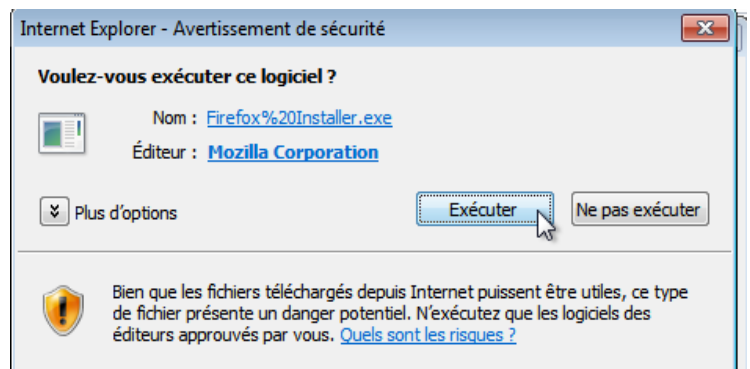 Internet Explorer - Avertissement de sécurité
Voulez-vous exécuter ce logiciel ?
Nom : Firefox%20Installer.exe
Éditeur : Mozilla Corporation
Plus d'options Exécuter Ne pas exécuter
Bien que les fichiers téléchargés depuis Internet puissent être utiles, ce type
de fichier présente un danger potentiel. N'exécutez que les logiciels des
éditeurs approuvés par vous. Quels sont les risques ?